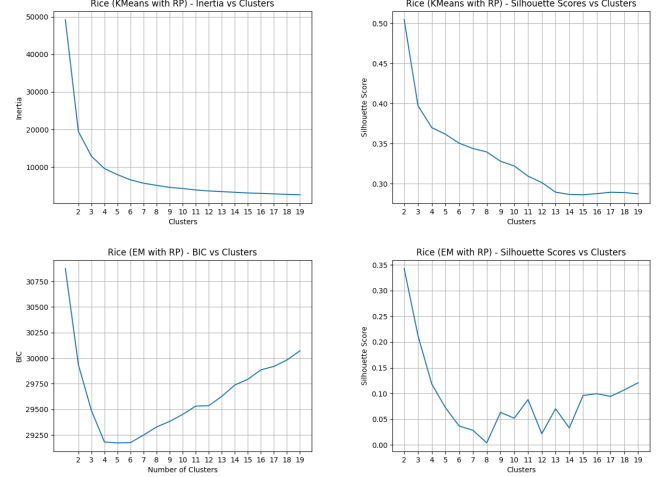 Rice (KMeans with RP) - Inertia vs Clusters
50000
40000
30000
20000
10000
Inertia
2 3 4 5 6 7 8 9 10 11 12 13 14 15 16 17 18 19
Clusters
Rice (KMeans with RP) - Silhouette Scores vs Clusters
0.50
0.45
0.40
0.35
0.30
Silhouette Score
2 3 4 5 6 7 8 9 10 11 12 13 14 15 16 17 18 19
Clusters
Rice (EM with RP) - BIC vs Clusters
30750
30500
30250
30000
29750
29500
29250
BIC
2 3 4 5 6 7 8 9 10 11 12 13 14 15 16 17 18 19
Number of Clusters
Rice (EM with RP) - Silhouette Scores vs Clusters
0.35
0.30
0.25
0.20
0.15
0.10
0.05
0.00
Silhouette Score
2 3 4 5 6 7 8 9 10 11 12 13 14 15 16 17 18 19
Clusters